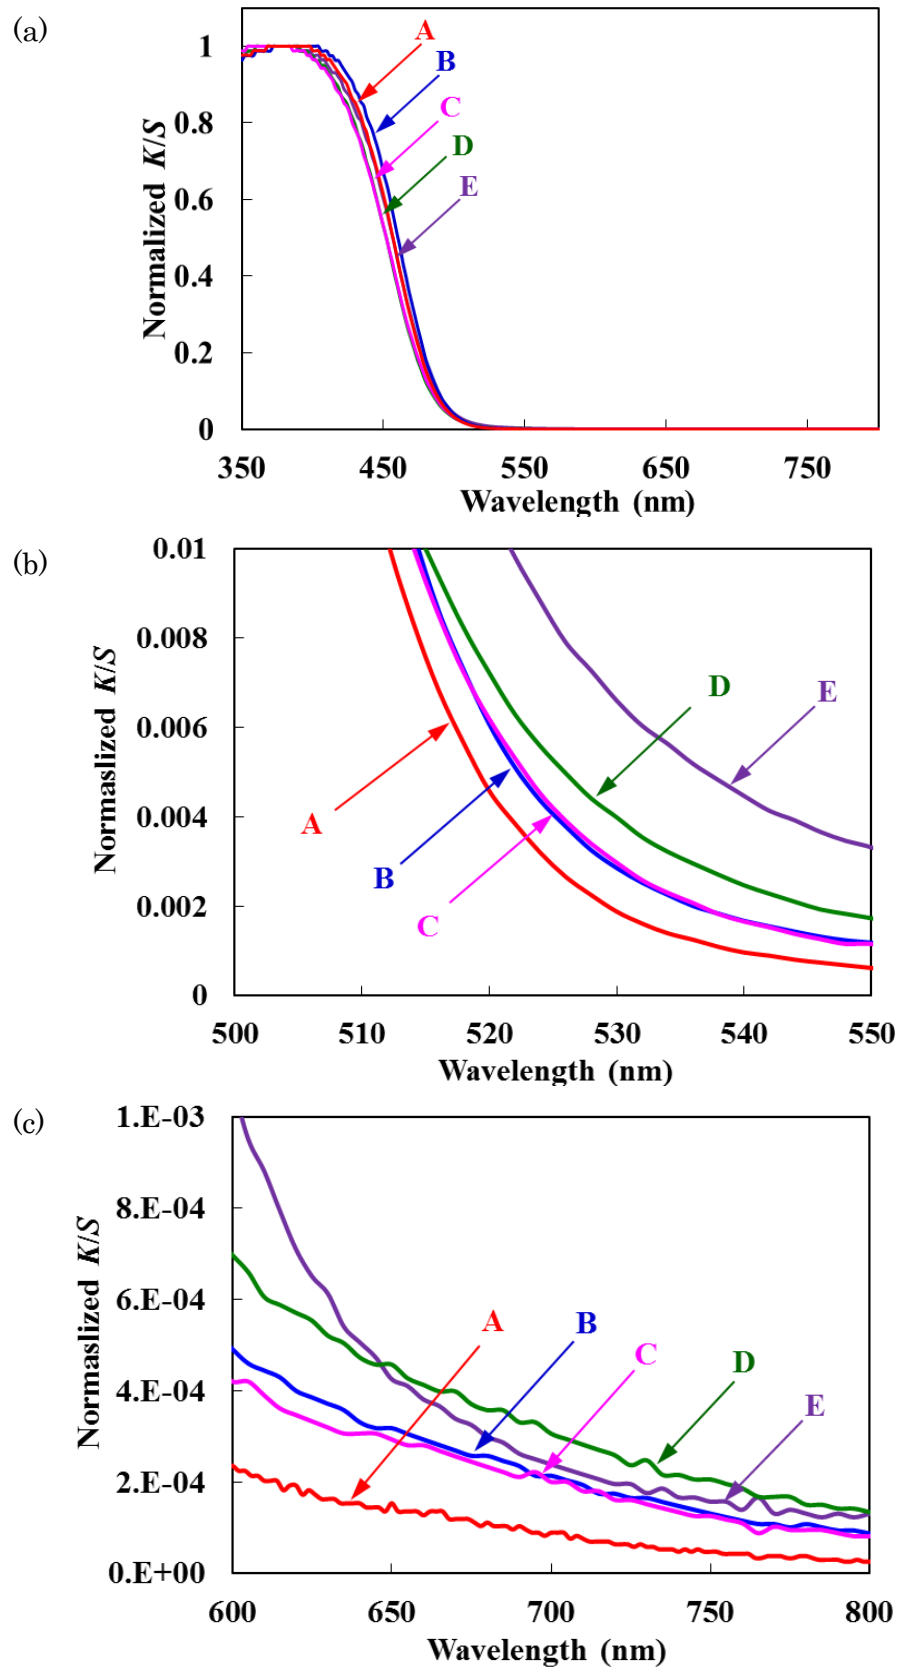 (a)
Normalized K/S
1
0.8
0.6
0.4
0.2
0
A
B
C
D
E
350 450 550 650 750
Wavelength (nm)
(b)
Normaslized K/S
0.01
0.008
0.006
0.004
0.002
0
A
B
C
D
E
500 510 520 530 540 550
Wavelength (nm)
(c)
Normaslized K/S
1.E-03
8.E-04
6.E-04
4.E-04
2.E-04
0.E+00
A
B
C
D
E
600 650 700 750 800
Wavelength (nm)